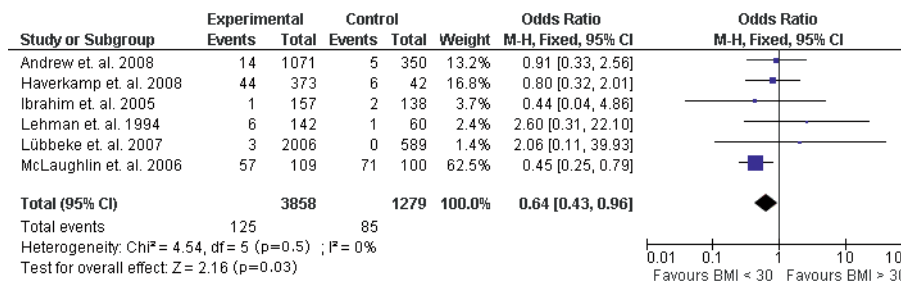 Experimental Control Odds Ratio Odds Ratio
Study or Subgroup Events Total Events Total Weight M-H, Fixed, 95% CI M-H, Fixed, 95% CI
Andrew et. al. 2008 14 1071 5 350 13.2% 0.91 [0.33, 2.56]
Haverkamp et. al. 2008 44 373 6 42 16.8% 0.80 [0.32, 2.01]
Ibrahim et. al. 2005 1 157 2 138 3.7% 0.44 [0.04, 4.86]
Lehman et. al. 1994 6 142 1 60 2.4% 2.60 [0.31, 22.10]
Lübbeke et. al. 2007 3 2006 0 589 1.4% 2.06 [0.11, 39.93]
McLaughlin et. al. 2006 57 109 71 100 62.5% 0.45 [0.25, 0.79]
Total (95% CI) 3858 1279 100.0% 0.64 [0.43, 0.96]
Total events 125 85
Heterogeneity: Chi² = 4.54, df = 5 (p=0.5) ; I² = 0%
Test for overall effect: Z = 2.16 (p=0.03)
0.01 0.1 1 10
Favours BMI < 30 Favours BMI >